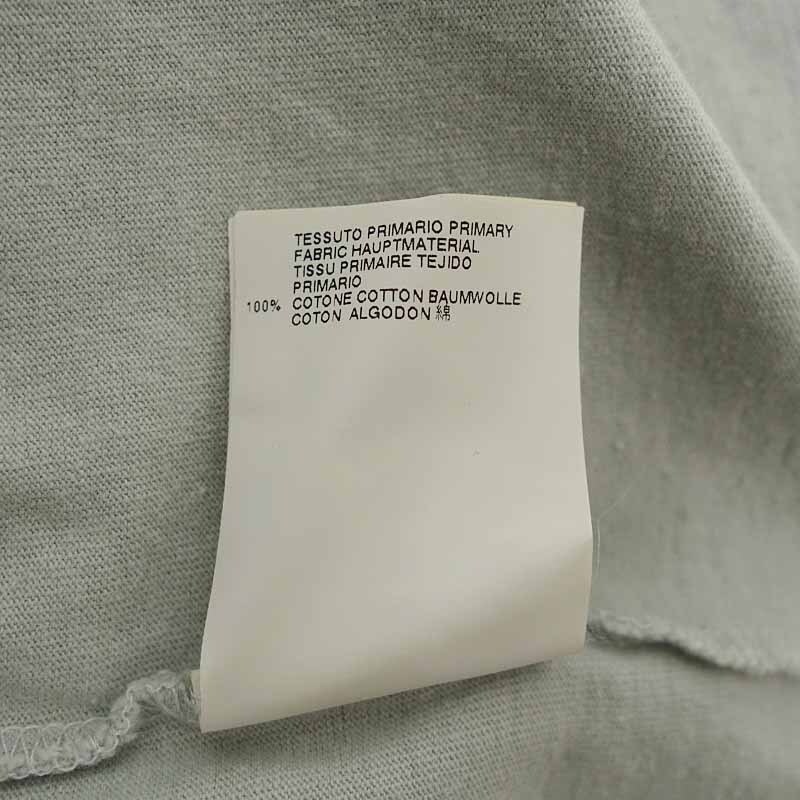 TESSUTO PRIMARIO PRIMARY
FABRIC HAUPTMATERIAL
TISSU PRIMAIRE TEJIDO
PRIMARIO
100% COTONE COTTON BAUMWOLLE
COTON ALGODON 綿